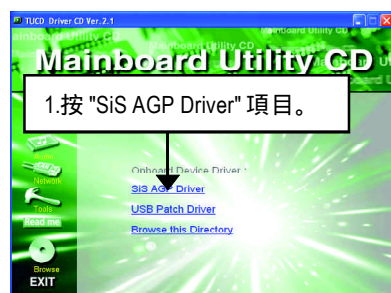 TUCD Driver CD Ver.2.1
Mainboard Utility CD
1.按 "SiS AGP Driver" 項目。
Audio
Network
Tools
Read me
Browse
EXIT
Onboard Device Driver :
SiS AGP Driver
USB Patch Driver
Browse this Directory